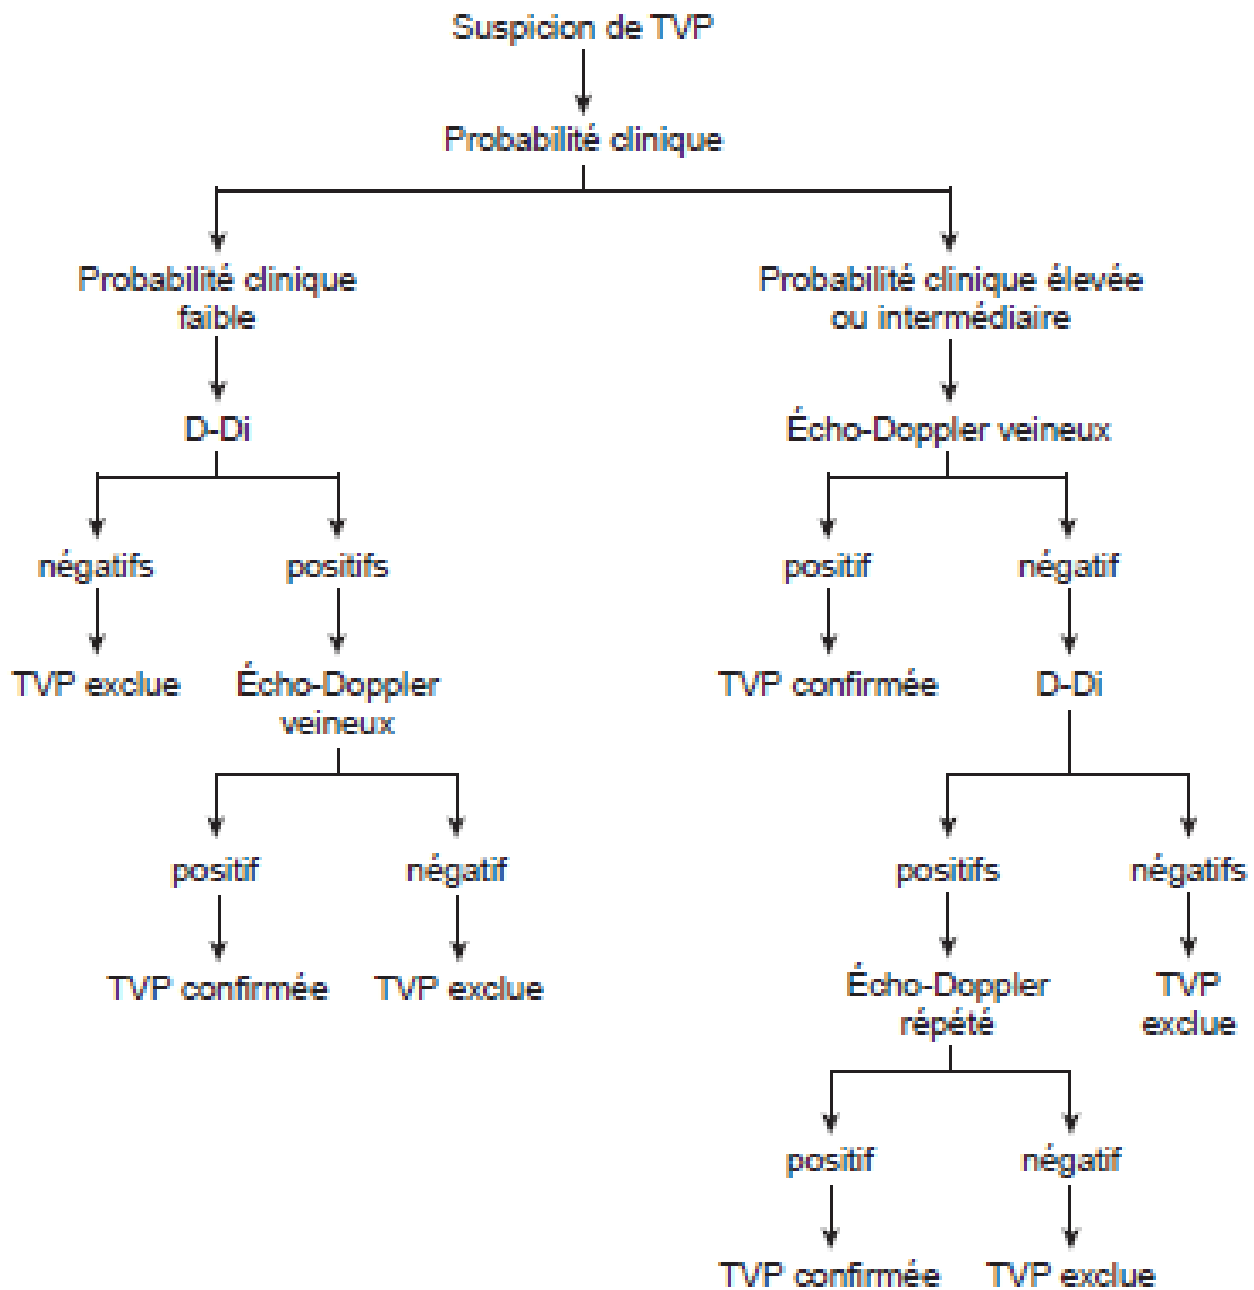 Suspicion de TVP
Probabilité clinique
Probabilité clinique
faible
Probabilité clinique élevée
ou intermédiaire
D-Di
Écho-Doppler veineux
négatifs
positifs
positif
négatif
TVP exclue
Écho-Doppler
veineux
TVP confirmée
D-Di
positif
négatif
positifs
négatifs
TVP confirmée
TVP exclue
Écho-Doppler
répété
TVP
exclue
positif
négatif
TVP confirmée
TVP exclue